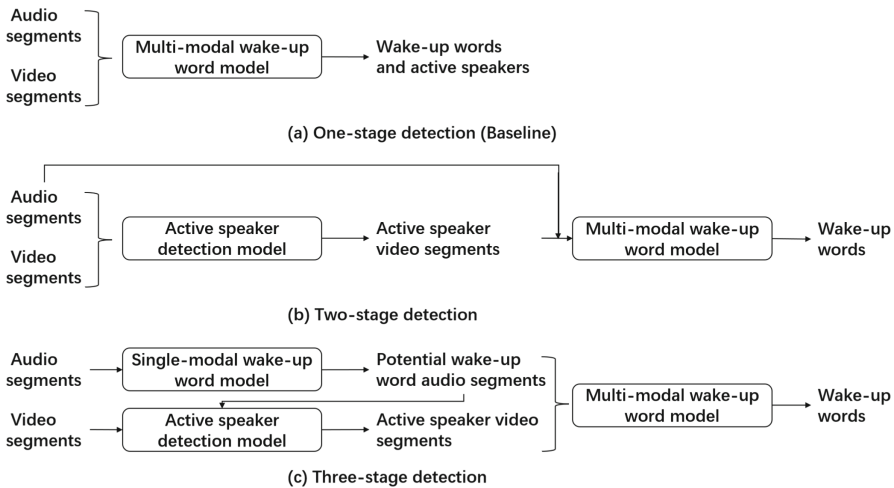 Audio
segments
Video
segments
Multi-modal wake-up
word model
Wake-up words
and active speakers
(a) One-stage detection (Baseline)
Audio
segments
Video
segments
Active speaker
detection model
Active speaker
video segments
Multi-modal wake-up
word model
Wake-up
words
(b) Two-stage detection
Audio
segments
Single-modal wake-up
word model
Potential wake-up
word audio segments
Video
segments
Active speaker
detection model
Active speaker video
segments
Multi-modal wake-up
word model
Wake-up
words
(c) Three-stage detection